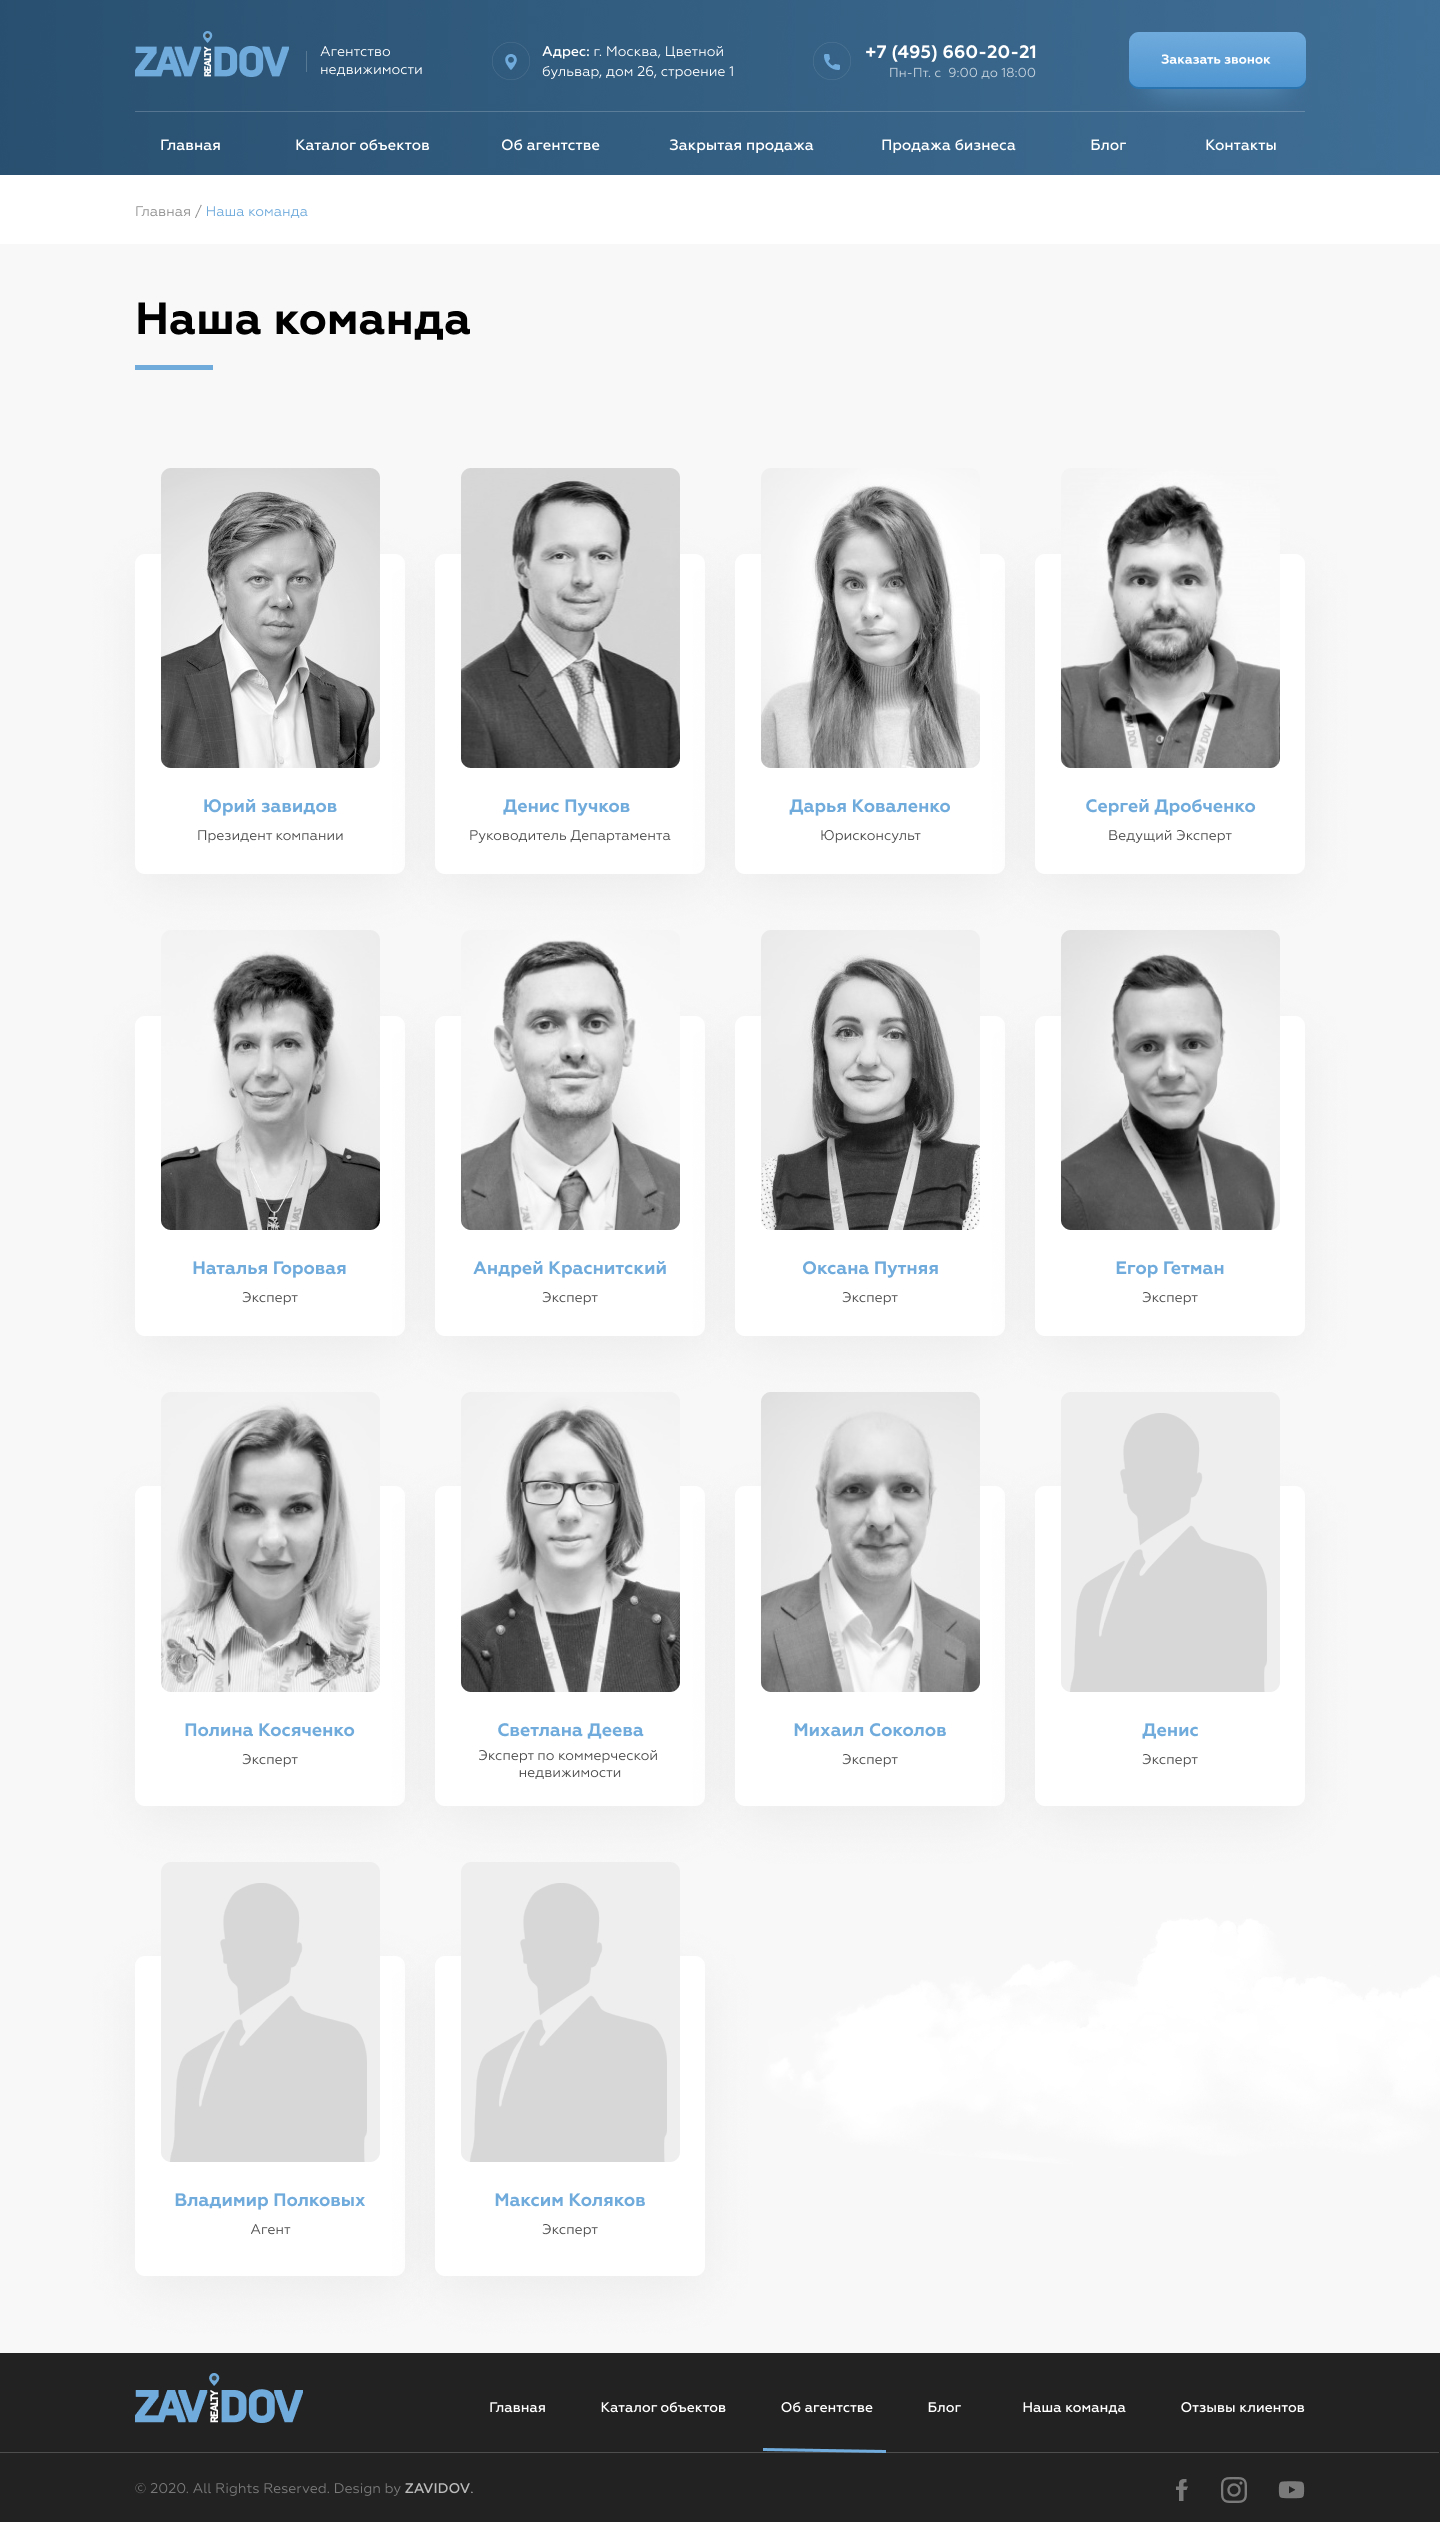 ZAVIDOV
REALTY
Агентство
недвижимости
Адрес: г. Москва, Цветной
бульвар, дом 26, строение 1
+7 (495) 660-20-21
Пн-Пт. с 9:00 до 18:00
Заказать звонок
Главная Каталог объектов Об агентстве Закрытая продажа Продажа бизнеса Блог Контакты
Главная / Наша команда
Наша команда
Юрий завидов
Президент компании
Денис Пучков
Руководитель Департамента
Дарья Коваленко
Юрисконсульт
Сергей Дробченко
Ведущий Эксперт
Наталья Горовая
Эксперт
Андрей Краснитский
Эксперт
Оксана Путняя
Эксперт
Егор Гетман
Эксперт
Полина Косяченко
Эксперт
Светлана Деева
Эксперт по коммерческой
недвижимости
Михаил Соколов
Эксперт
Денис
Эксперт
Владимир Полковых
Агент
Максим Коляков
Эксперт
ZAVIDOV
REALTY
Главная Каталог объектов Об агентстве Блог Наша команда Отзывы клиентов
© 2020. All Rights Reserved. Design by ZAVIDOV.